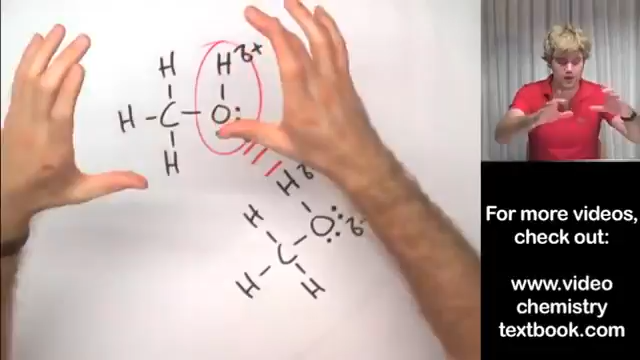 H H δ+
H - C - O:
H
H δ
H O: δ-
C
H H
For more videos,
check out:
www.video
chemistry
textbook.com